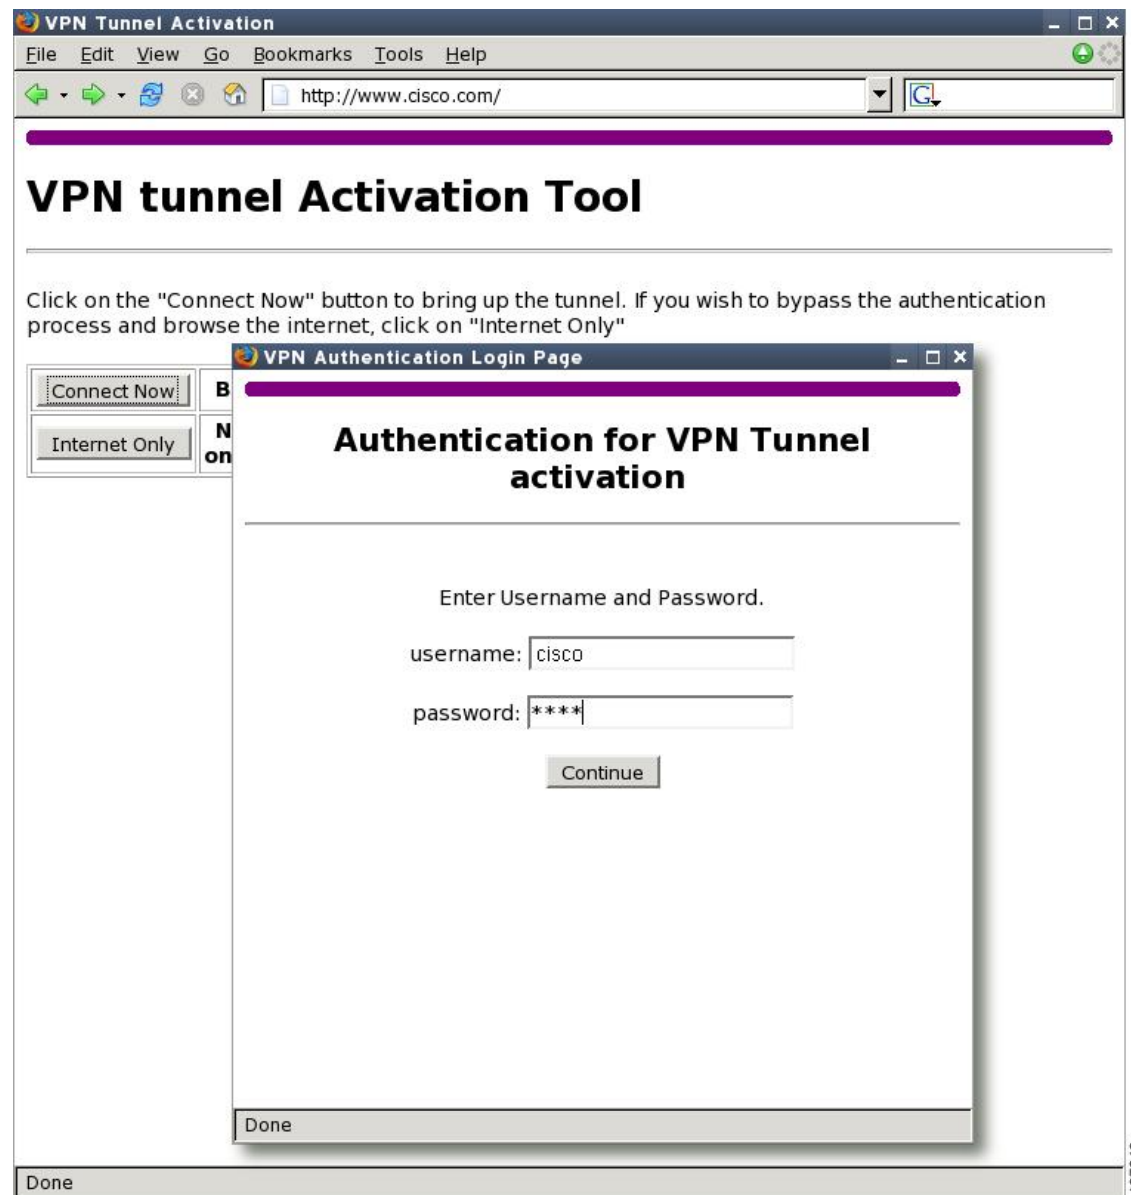 VPN Tunnel Activation
File Edit View Go Bookmarks Tools Help
http://www.cisco.com/
G
VPN tunnel Activation Tool
Click on the "Connect Now" button to bring up the tunnel. If you wish to bypass the authentication
process and browse the internet, click on "Internet Only"
Connect Now B
Internet Only N
on
VPN Authentication Login Page
Authentication for VPN Tunnel
activation
Enter Username and Password.
username: cisco
password: ****
Continue
Done
Done